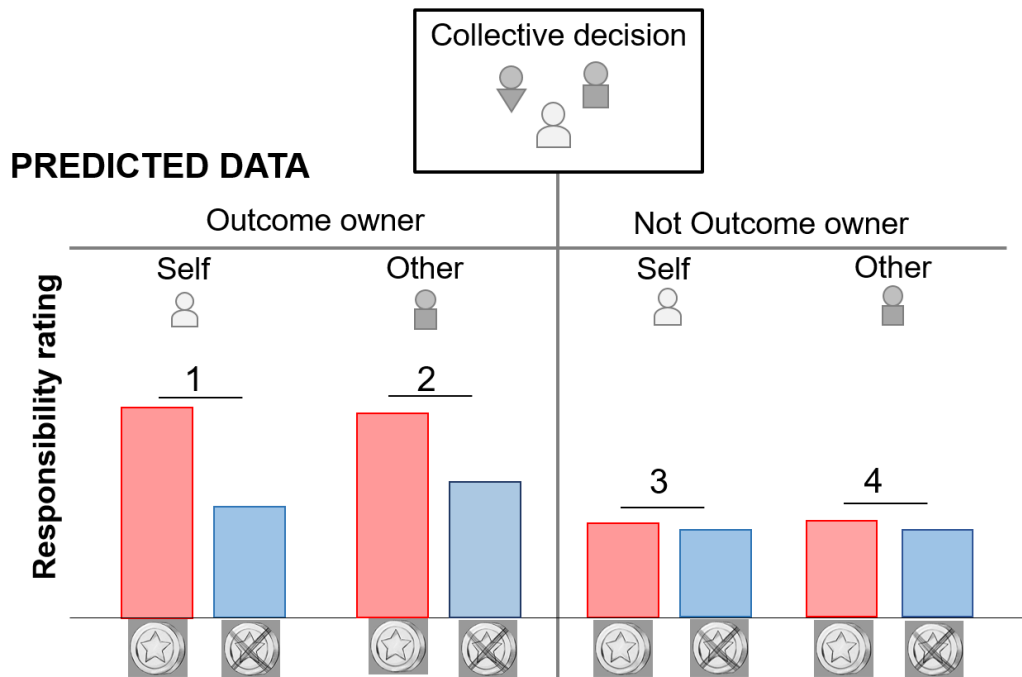 Collective decision
PREDICTED DATA
Outcome owner
Not Outcome owner
Self
Other
Self
Other
Responsibility rating
1
2
3
4